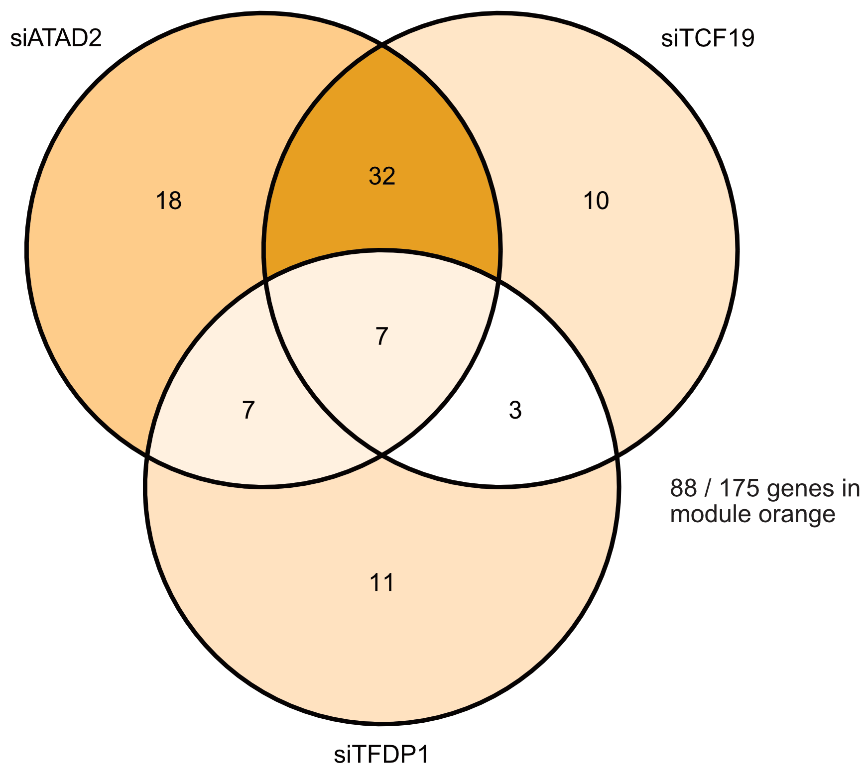 siATAD2
siTCF19
32
18
10
7
7
3
88 / 175 genes in
module orange
11
siTFDP1